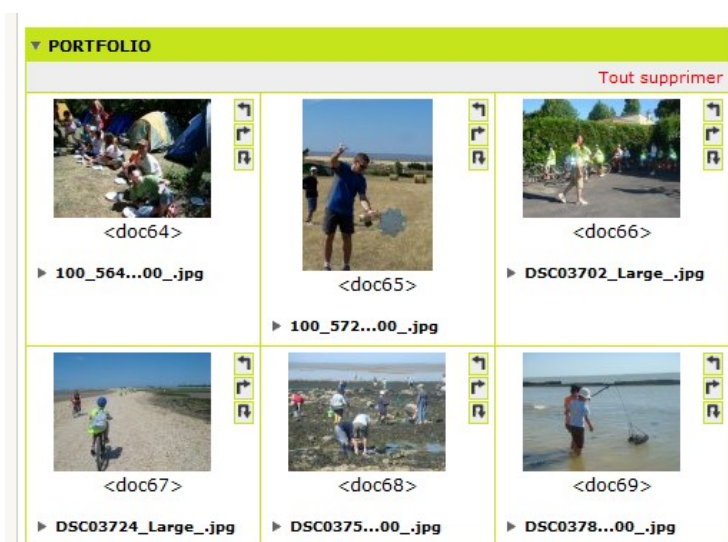 PORTFOLIO
Tout supprimer
<doc64>
100_564...00_.jpg
<doc65>
100_572...00_.jpg
<doc66>
DSC03702_Large_.jpg
<doc67>
DSC03724_Large_.jpg
<doc68>
DSC0375...00_.jpg
<doc69>
DSC0378...00_.jpg